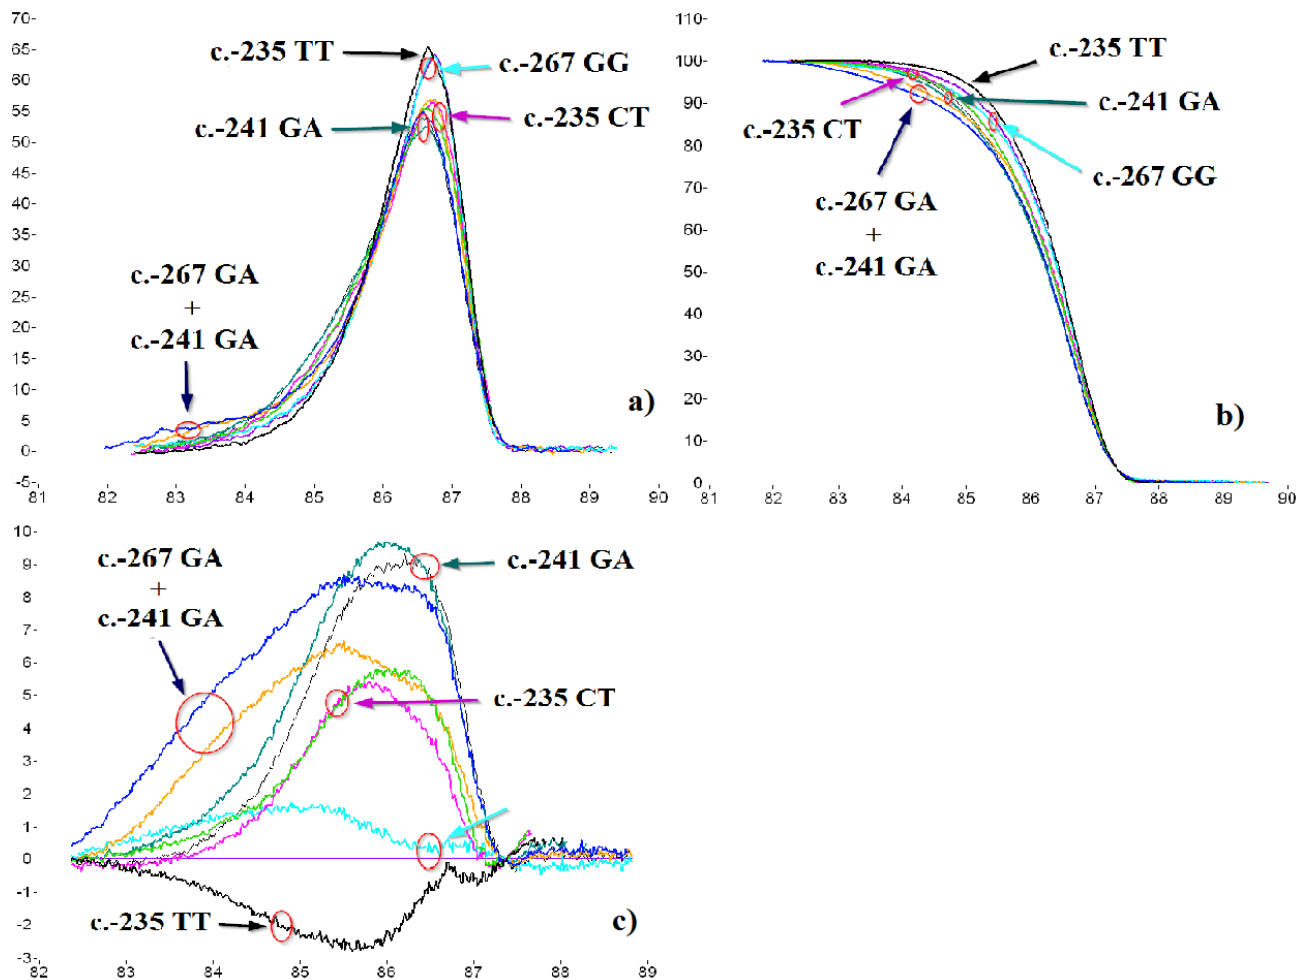 70-
65-
60-
55-
50-
45-
40-
35-
30-
25-
20-
15-
10-
5-
0-
-5-
81 82 83 84 85 86 87 88 89 90
c.-235 TT
c.-267 GG
c.-241 GA
c.-235 CT
c.-267 GA
+
c.-241 GA
a)
110-
100-
90-
80-
70-
60-
50-
40-
30-
20-
10-
0-
81 82 83 84 85 86 87 88 89 90
c.-235 TT
c.-241 GA
c.-235 CT
c.-267 GG
c.-267 GA
+
c.-241 GA
b)
10-
9-
8-
7-
6-
5-
4-
3-
2-
1-
0-
-1-
-2-
-3-
82 83 84 85 86 87 88 89
c.-267 GA
+
c.-241 GA
c.-241 GA
c.-235 CT
c.-235 TT
c)